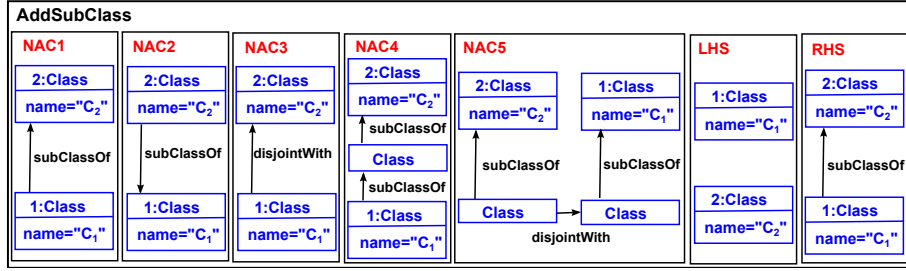 AddSubClass
NAC1
2:Class
name="C₂"
subClassOf
1:Class
name="C₁"
NAC2
2:Class
name="C₂"
subClassOf
1:Class
name="C₁"
NAC3
2:Class
name="C₂"
disjointWith
1:Class
name="C₁"
NAC4
2:Class
name="C₂"
subClassOf
Class
subClassOf
1:Class
name="C₁"
NAC5
2:Class
name="C₂"
1:Class
name="C₁"
subClassOf
subClassOf
Class
Class
disjointWith
LHS
1:Class
name="C₁"
2:Class
name="C₂"
RHS
2:Class
name="C₂"
subClassOf
1:Class
name="C₁"